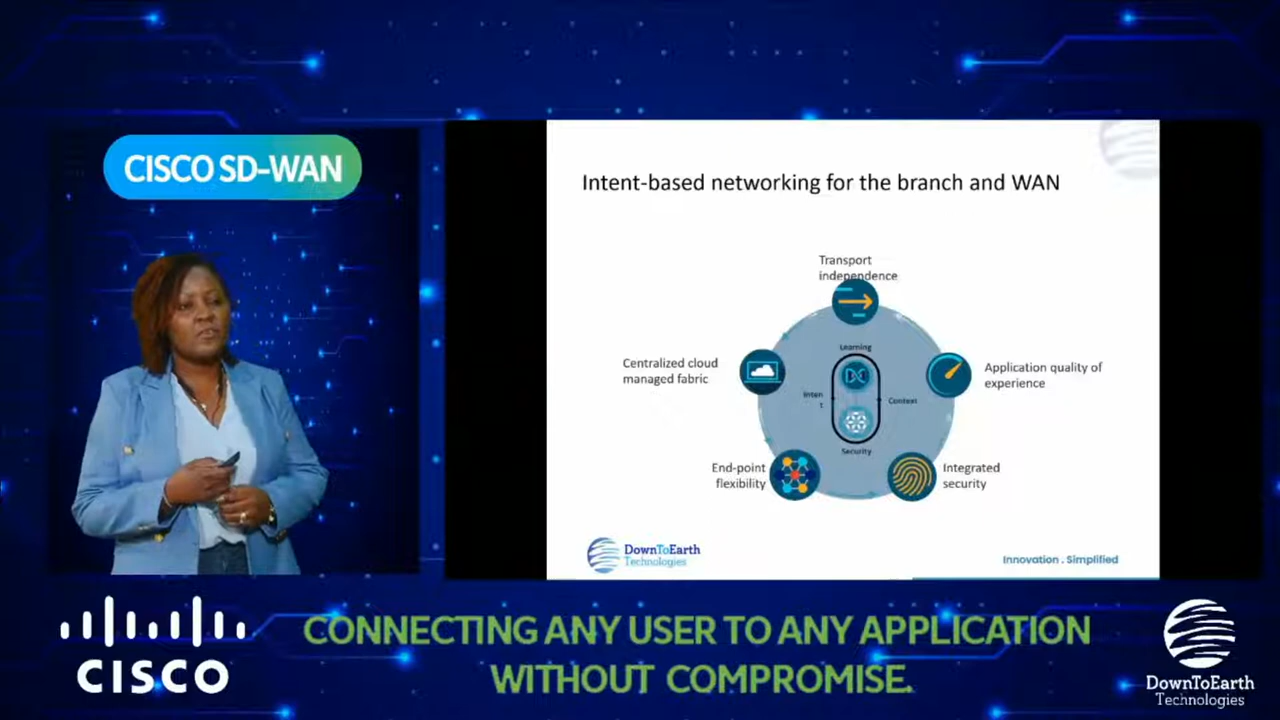 CISCO SD-WAN
Intent-based networking for the branch and WAN
Transport
independence
Centralized cloud
managed fabric
Learning
Inten
t
Context
Security
Application quality of
experience
End-point
flexibility
Integrated
security
DownToEarth
Technologies
Innovation . Simplified
CISCO
CONNECTING ANY USER TO ANY APPLICATION
WITHOUT COMPROMISE.
DownToEarth
Technologies